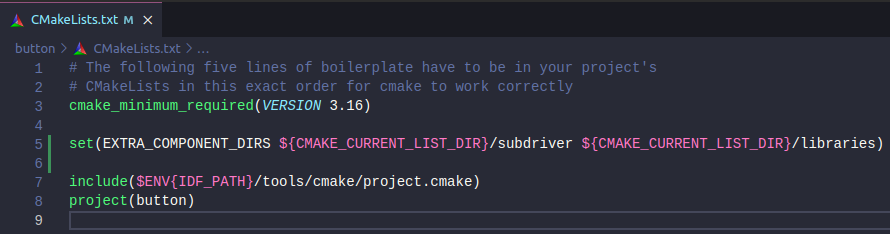 CMakeLists.txt M ×
button > CMakeLists.txt > ...
1 # The following five lines of boilerplate have to be in your project's
2 # CMakeLists in this exact order for cmake to work correctly
3 cmake_minimum_required(VERSION 3.16)
4
5 set(EXTRA_COMPONENT_DIRS ${CMAKE_CURRENT_LIST_DIR}/subdriver ${CMAKE_CURRENT_LIST_DIR}/libraries)
6
7 include($ENV{IDF_PATH}/tools/cmake/project.cmake)
8 project(button)
9